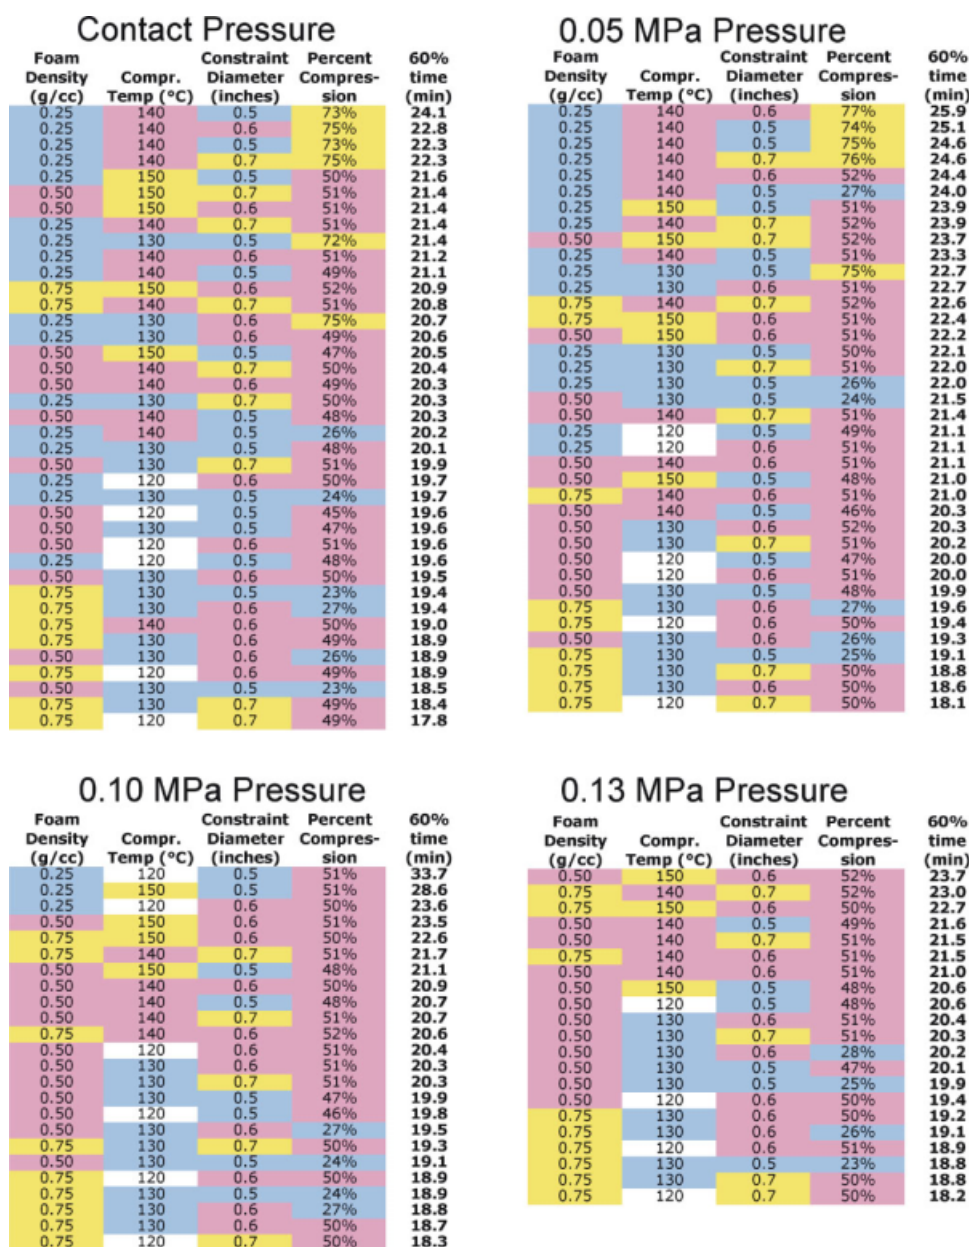 Contact Pressure
Foam Constraint Percent 60%
Density Compr. Diameter Compres- time
(g/cc) Temp (°C) (inches) sion (min)
0.25 140 0.5 73% 24.1
0.25 140 0.6 75% 22.8
0.25 140 0.5 73% 22.3
0.25 140 0.7 75% 22.3
0.25 150 0.5 50% 21.6
0.50 150 0.7 51% 21.4
0.50 150 0.6 51% 21.4
0.25 140 0.7 51% 21.4
0.25 130 0.5 72% 21.4
0.25 140 0.6 51% 21.2
0.25 140 0.5 49% 21.1
0.75 150 0.6 52% 20.9
0.75 140 0.7 51% 20.8
0.25 130 0.6 75% 20.7
0.25 130 0.6 49% 20.6
0.50 150 0.5 47% 20.5
0.50 140 0.7 50% 20.4
0.50 140 0.6 49% 20.3
0.25 130 0.7 50% 20.3
0.50 140 0.5 48% 20.3
0.25 140 0.5 26% 20.2
0.25 130 0.5 48% 20.1
0.50 130 0.7 51% 19.9
0.25 120 0.6 50% 19.7
0.25 130 0.5 24% 19.7
0.50 120 0.5 45% 19.6
0.50 130 0.5 47% 19.6
0.50 120 0.6 51% 19.6
0.25 120 0.5 48% 19.6
0.50 130 0.6 50% 19.5
0.75 130 0.5 23% 19.4
0.75 130 0.6 27% 19.4
0.75 140 0.6 50% 19.0
0.75 130 0.6 49% 18.9
0.50 130 0.6 26% 18.9
0.75 120 0.6 49% 18.9
0.50 130 0.5 23% 18.5
0.75 130 0.7 49% 18.4
0.75 120 0.7 49% 17.8
0.05 MPa Pressure
Foam Constraint Percent 60%
Density Compr. Diameter Compres- time
(g/cc) Temp (°C) (inches) sion (min)
0.25 140 0.6 77% 25.9
0.25 140 0.5 74% 25.1
0.25 140 0.5 75% 24.6
0.25 140 0.7 76% 24.6
0.25 140 0.6 52% 24.4
0.25 140 0.5 27% 24.0
0.25 150 0.5 51% 23.9
0.25 140 0.7 52% 23.9
0.50 150 0.7 52% 23.7
0.25 140 0.5 51% 23.3
0.25 130 0.5 75% 22.7
0.25 130 0.6 51% 22.7
0.75 140 0.7 52% 22.6
0.75 150 0.6 51% 22.4
0.50 150 0.6 51% 22.2
0.25 130 0.5 50% 22.1
0.25 130 0.7 51% 22.0
0.25 130 0.5 26% 22.0
0.50 130 0.5 24% 21.5
0.50 140 0.7 51% 21.4
0.25 120 0.5 49% 21.1
0.25 120 0.6 51% 21.1
0.50 140 0.6 51% 21.1
0.50 150 0.5 48% 21.0
0.75 140 0.6 51% 21.0
0.50 140 0.5 46% 20.3
0.50 130 0.6 52% 20.3
0.50 130 0.7 51% 20.2
0.50 120 0.5 47% 20.0
0.50 120 0.6 51% 20.0
0.50 130 0.5 48% 19.9
0.75 130 0.6 27% 19.6
0.75 120 0.6 50% 19.4
0.50 130 0.6 26% 19.3
0.75 130 0.5 25% 19.1
0.75 130 0.7 50% 18.8
0.75 130 0.6 50% 18.6
0.75 120 0.7 50% 18.1
0.10 MPa Pressure
Foam Constraint Percent 60%
Density Compr. Diameter Compres- time
(g/cc) Temp (°C) (inches) sion (min)
0.25 120 0.5 51% 33.7
0.25 150 0.5 51% 28.6
0.25 120 0.6 50% 23.6
0.50 150 0.6 51% 23.5
0.75 150 0.6 50% 22.6
0.75 140 0.7 51% 21.7
0.50 150 0.5 48% 21.1
0.50 140 0.6 50% 20.9
0.50 140 0.5 48% 20.7
0.50 140 0.7 51% 20.7
0.75 140 0.6 52% 20.6
0.50 120 0.6 51% 20.4
0.50 130 0.6 51% 20.3
0.50 130 0.7 51% 20.3
0.50 130 0.5 47% 19.9
0.50 120 0.5 46% 19.8
0.50 130 0.6 27% 19.5
0.75 130 0.7 50% 19.3
0.50 130 0.5 24% 19.1
0.75 120 0.6 50% 18.9
0.75 130 0.5 24% 18.9
0.75 130 0.6 27% 18.8
0.75 130 0.6 50% 18.7
0.75 120 0.7 50% 18.3
0.13 MPa Pressure
Foam Constraint Percent 60%
Density Compr. Diameter Compres- time
(g/cc) Temp (°C) (inches) sion (min)
0.50 150 0.6 52% 23.7
0.75 140 0.7 52% 23.0
0.75 150 0.6 50% 22.7
0.50 140 0.5 49% 21.6
0.50 140 0.7 51% 21.5
0.75 140 0.6 51% 21.5
0.50 140 0.6 51% 21.0
0.50 150 0.5 48% 20.6
0.50 120 0.5 48% 20.6
0.50 130 0.6 51% 20.4
0.50 130 0.7 51% 20.3
0.50 130 0.6 28% 20.2
0.50 130 0.5 47% 20.1
0.50 130 0.5 25% 19.9
0.50 120 0.6 50% 19.4
0.75 130 0.6 50% 19.2
0.75 130 0.6 26% 19.1
0.75 120 0.6 51% 18.9
0.75 130 0.5 23% 18.8
0.75 130 0.7 50% 18.8
0.75 120 0.7 50% 18.2